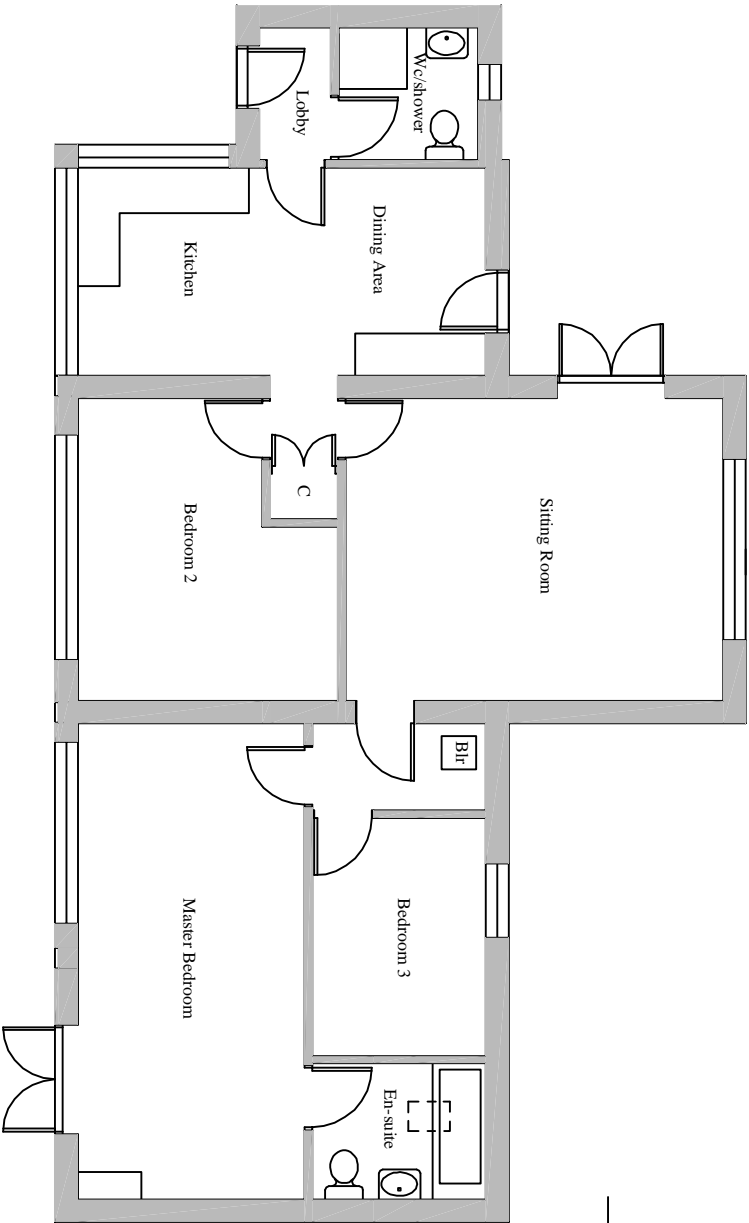 Wc/shower
Lobby
Dining Area
Kitchen
Sitting Room
C
Bedroom 2
Blr
Bedroom 3
Master Bedroom
En-suite